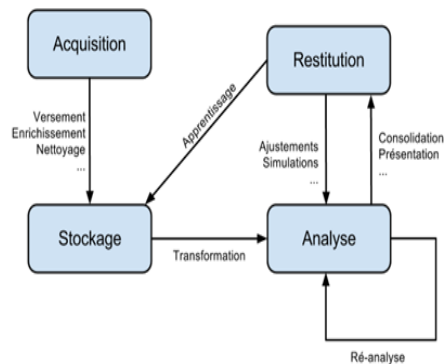 Acquisition
Restitution
Versement
Enrichissement
Nettoyage
...
Apprentissage
Ajustements
Simulations
...
Consolidation
Présentation
...
Stockage
Transformation
Analyse
Ré-analyse